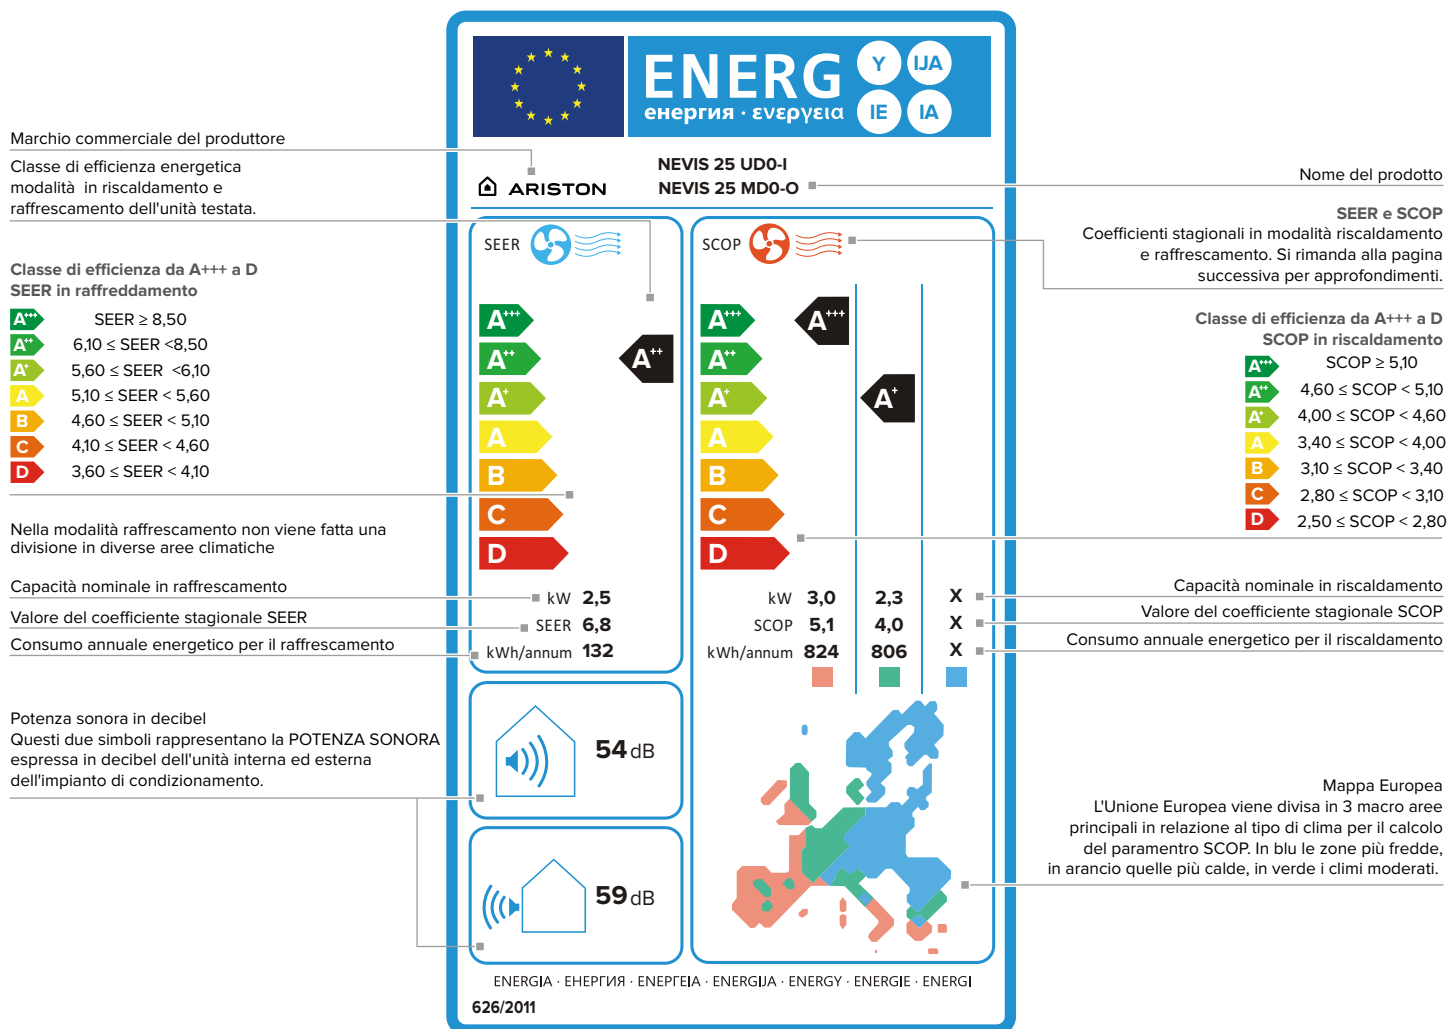 ENERG
енергия · ενεργεια
Y
IJA
IE
IA
Marchio commerciale del produttore
Classe di efficienza energetica
modalità in riscaldamento e
raffrescamento dell'unità testata.
ARISTON
NEVIS 25 UD0-I
NEVIS 25 MD0-O
Nome del prodotto
SEER e SCOP
Coefficienti stagionali in modalità riscaldamento
e raffrescamento. Si rimanda alla pagina
successiva per approfondimenti.
Classe di efficienza da A+++ a D
SEER in raffreddamento
A+++ SEER ≥ 8,50
A++ 6,10 ≤ SEER <8,50
A+ 5,60 ≤ SEER <6,10
A 5,10 ≤ SEER < 5,60
B 4,60 ≤ SEER < 5,10
C 4,10 ≤ SEER < 4,60
D 3,60 ≤ SEER < 4,10
Nella modalità raffrescamento non viene fatta una
divisione in diverse aree climatiche
Capacità nominale in raffrescamento
Valore del coefficiente stagionale SEER
Consumo annuale energetico per il raffrescamento
SEER
A+++
A++
A+
A
B
C
D
A++
kW 2,5
SEER 6,8
kWh/annum 132
SCOP
A+++
A++
A+
A
B
C
D
A+++
A+
kW 3,0 2,3 X
SCOP 5,1 4,0 X
kWh/annum 824 806 X
Classe di efficienza da A+++ a D
SCOP in riscaldamento
A+++ SCOP ≥ 5,10
A++ 4,60 ≤ SCOP < 5,10
A+ 4,00 ≤ SCOP < 4,60
A 3,40 ≤ SCOP < 4,00
B 3,10 ≤ SCOP < 3,40
C 2,80 ≤ SCOP < 3,10
D 2,50 ≤ SCOP < 2,80
Capacità nominale in riscaldamento
Valore del coefficiente stagionale SCOP
Consumo annuale energetico per il riscaldamento
Potenza sonora in decibel
Questi due simboli rappresentano la POTENZA SONORA
espressa in decibel dell'unità interna ed esterna
dell'impianto di condizionamento.
54 dB
59 dB
Mappa Europea
L'Unione Europea viene divisa in 3 macro aree
principali in relazione al tipo di clima per il calcolo
del paramentro SCOP. In blu le zone più fredde,
in arancio quelle più calde, in verde i climi moderati.
ENERGIA · ЕНЕРГИЯ · ΕΝΕΡΓΕΙΑ · ENERGIJA · ENERGY · ENERGIE · ENERGI
626/2011